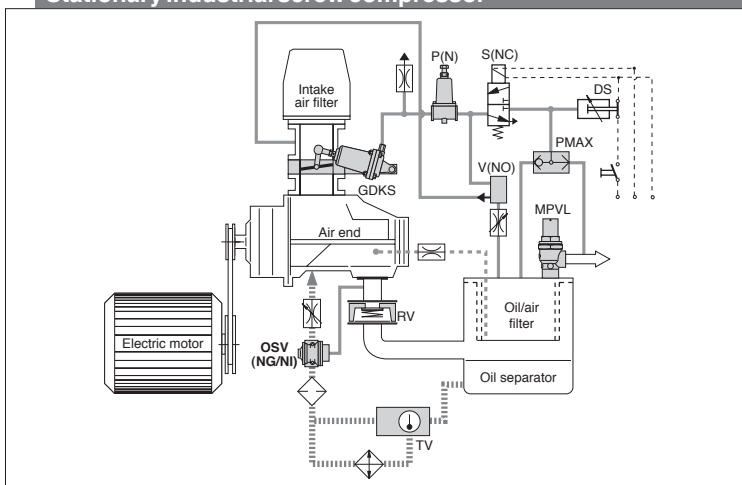 Stationary industrial screw compressor
Intake
air filter
P(N)
S(NC)
DS
PMAX
V(NO)
GDKS
MPVL
Air end
Oil/air
filter
RV
Electric motor
OSV
(NG/NI)
Oil separator
TV